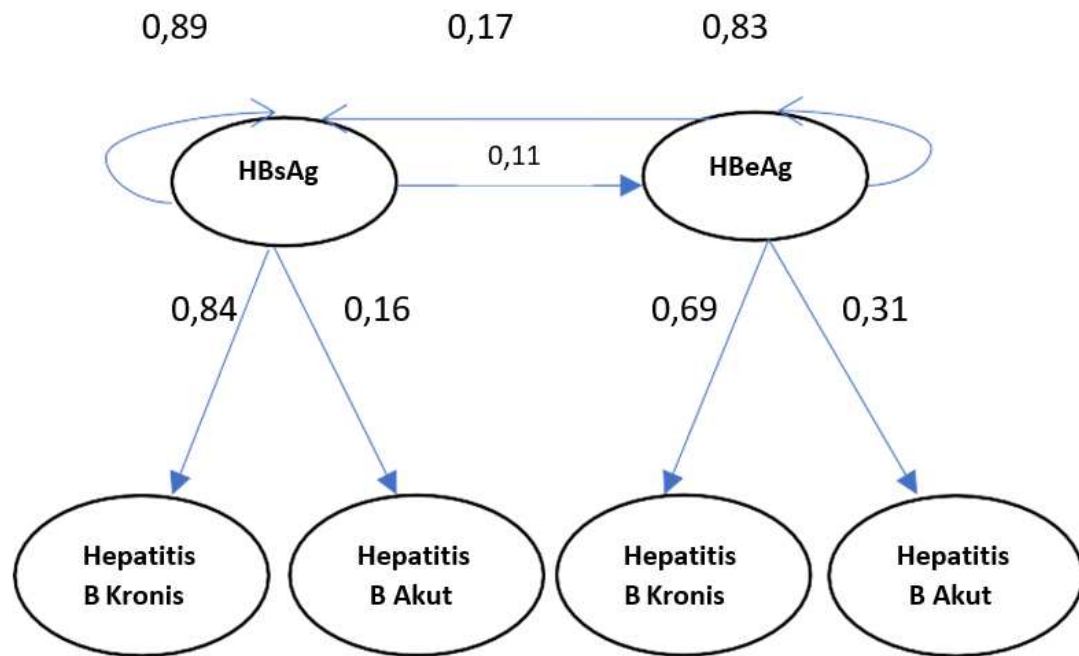 0,89 0,17 0,83
HBsAg
0,11
HBeAg
0,84
0,16
0,69
0,31
Hepatitis
B Kronis
Hepatitis
B Akut
Hepatitis
B Kronis
Hepatitis
B Akut